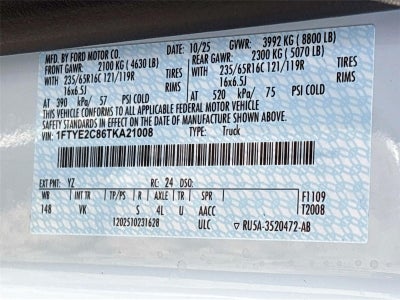 MFD. BY FORD MOTOR CO. DATE: 10/25 GVWR: 3992 KG ( 8800 LB)
FRONT GAWR: 2100 KG ( 4630 LB) REAR GAWR: 2300 KG ( 5070 LB)
WITH 235/65R16C 121/119R TIRES WITH 235/65R16C 121/119R TIRES
16x6.5J RIMS 16x6.5J RIMS
AT 390 kPa/ 57 PSI COLD AT 520 kPa/ 75 PSI COLD
THIS VEHICLE CONFORMS TO ALL APPLICABLE FEDERAL MOTOR VEHICLE
SAFETY STANDARDS IN EFFECT ON THE DATE OF MANUFACTURE SHOWN ABOVE.
VIN: 1FTYE2C86TKA21008 TYPE: Truck
EXT PNT: YZ RC: 24 DSO: F1109
WB INT TR TP/PS R AXLE TR SPR T2008
148 VK S 4L U AACC
1202510231628 ULC RU5A-3520472-AB